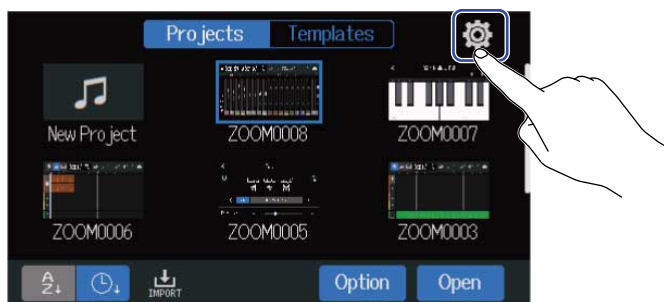 Projects Templates
New Project ZOOM0008 ZOOM0007
ZOOM0006 ZOOM0005 ZOOM0003
A
Z↓ IMPORT Option Open